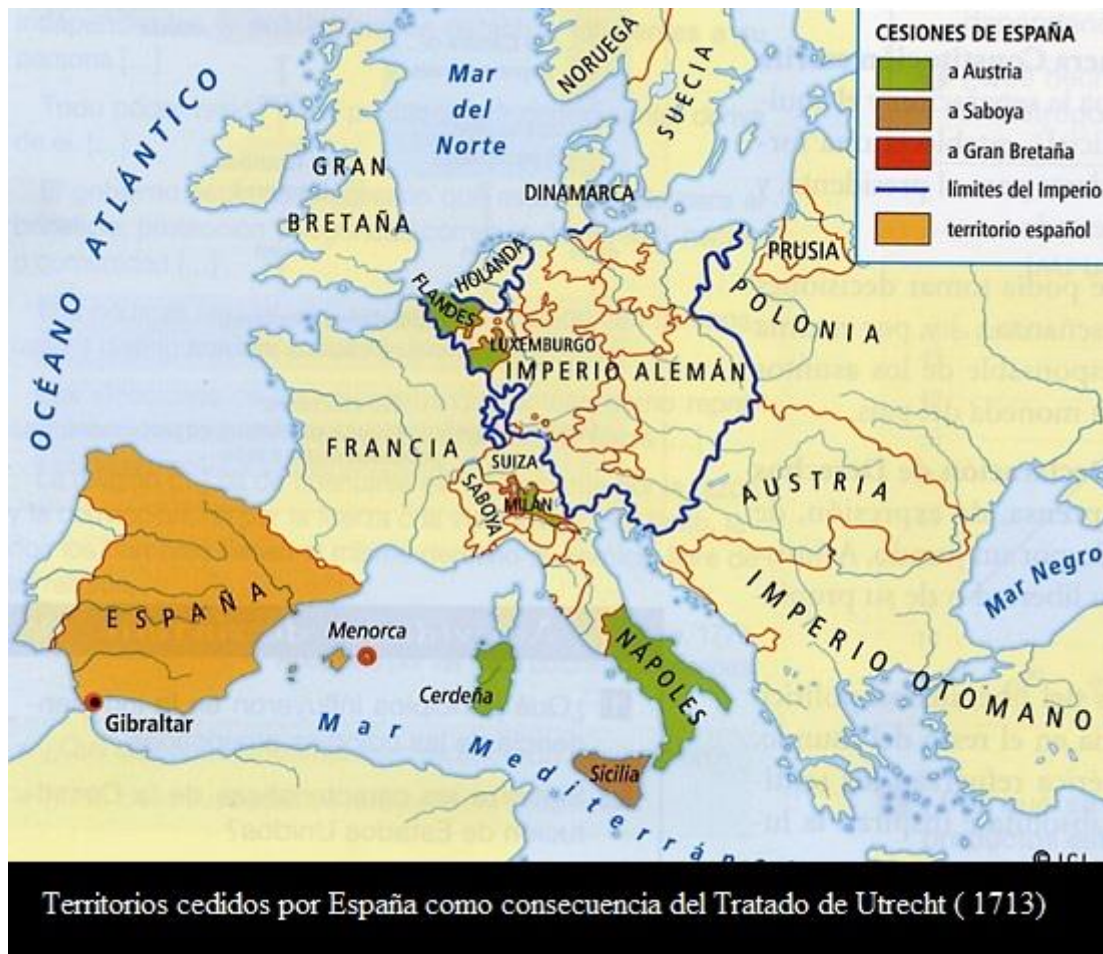 CESIONES DE ESPAÑA
a Austria
a Saboya
a Gran Bretaña
límites del Imperio
territorio español
OCÉANO ATLÁNTICO
Mar
del
Norte
NORUEGA
SUECIA
GRAN
BRETAÑA
DINAMARCA
PRUSIA
HOLANDA
FLANDES
POLONIA
LUXEMBURGO
IMPERIO ALEMÁN
FRANCIA
SUIZA
SABOYA
MILÁN
AUSTRIA
Mar Negro
IMPERIO OTOMANO
ESPAÑA
Menorca
Cerdeña
NÁPOLES
Gibraltar
Sicilia
Mar Mediterrán
Territorios cedidos por España como consecuencia del Tratado de Utrecht ( 1713)